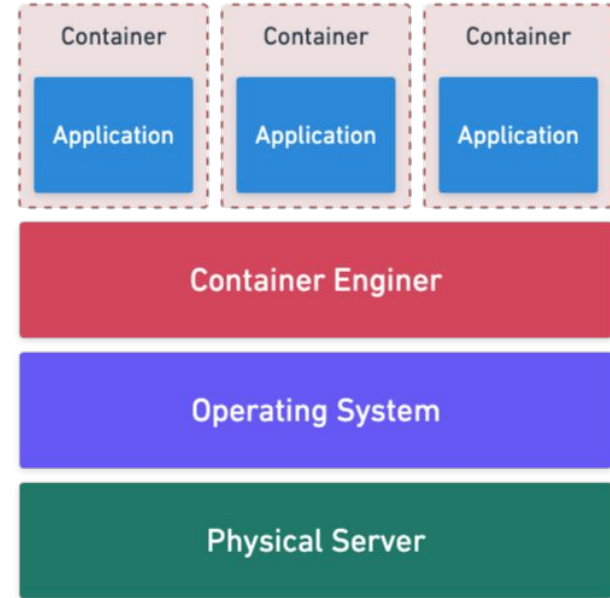 Container Container Container
Application Application Application
Container Enginer
Operating System
Physical Server